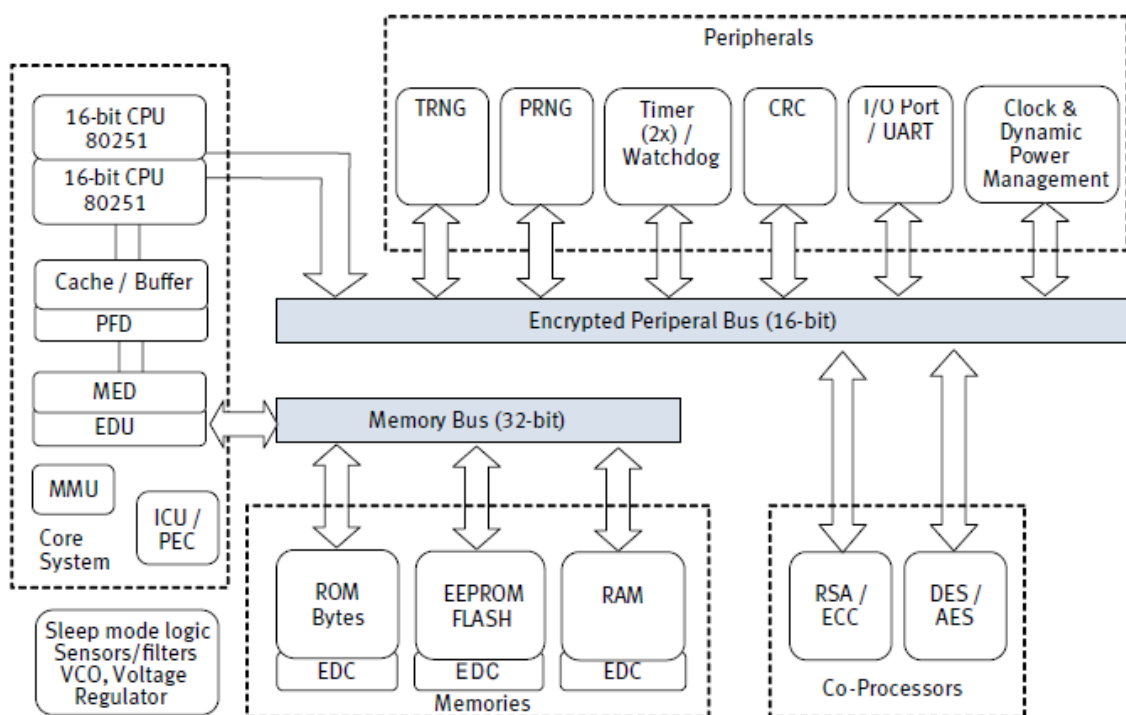 Peripherals
TRNG
PRNG
Timer
(2x) /
Watchdog
CRC
I/O Port
/ UART
Clock &
Dynamic
Power
Management
16-bit CPU
80251
16-bit CPU
80251
Cache / Buffer
PFD
MED
EDU
MMU
ICU /
PEC
Core
System
Encrypted Periperal Bus (16-bit)
Memory Bus (32-bit)
ROM
Bytes
EDC
EEPROM
FLASH
EDC
RAM
EDC
Memories
RSA /
ECC
DES /
AES
Co-Processors
Sleep mode logic
Sensors/filters
VCO, Voltage
Regulator